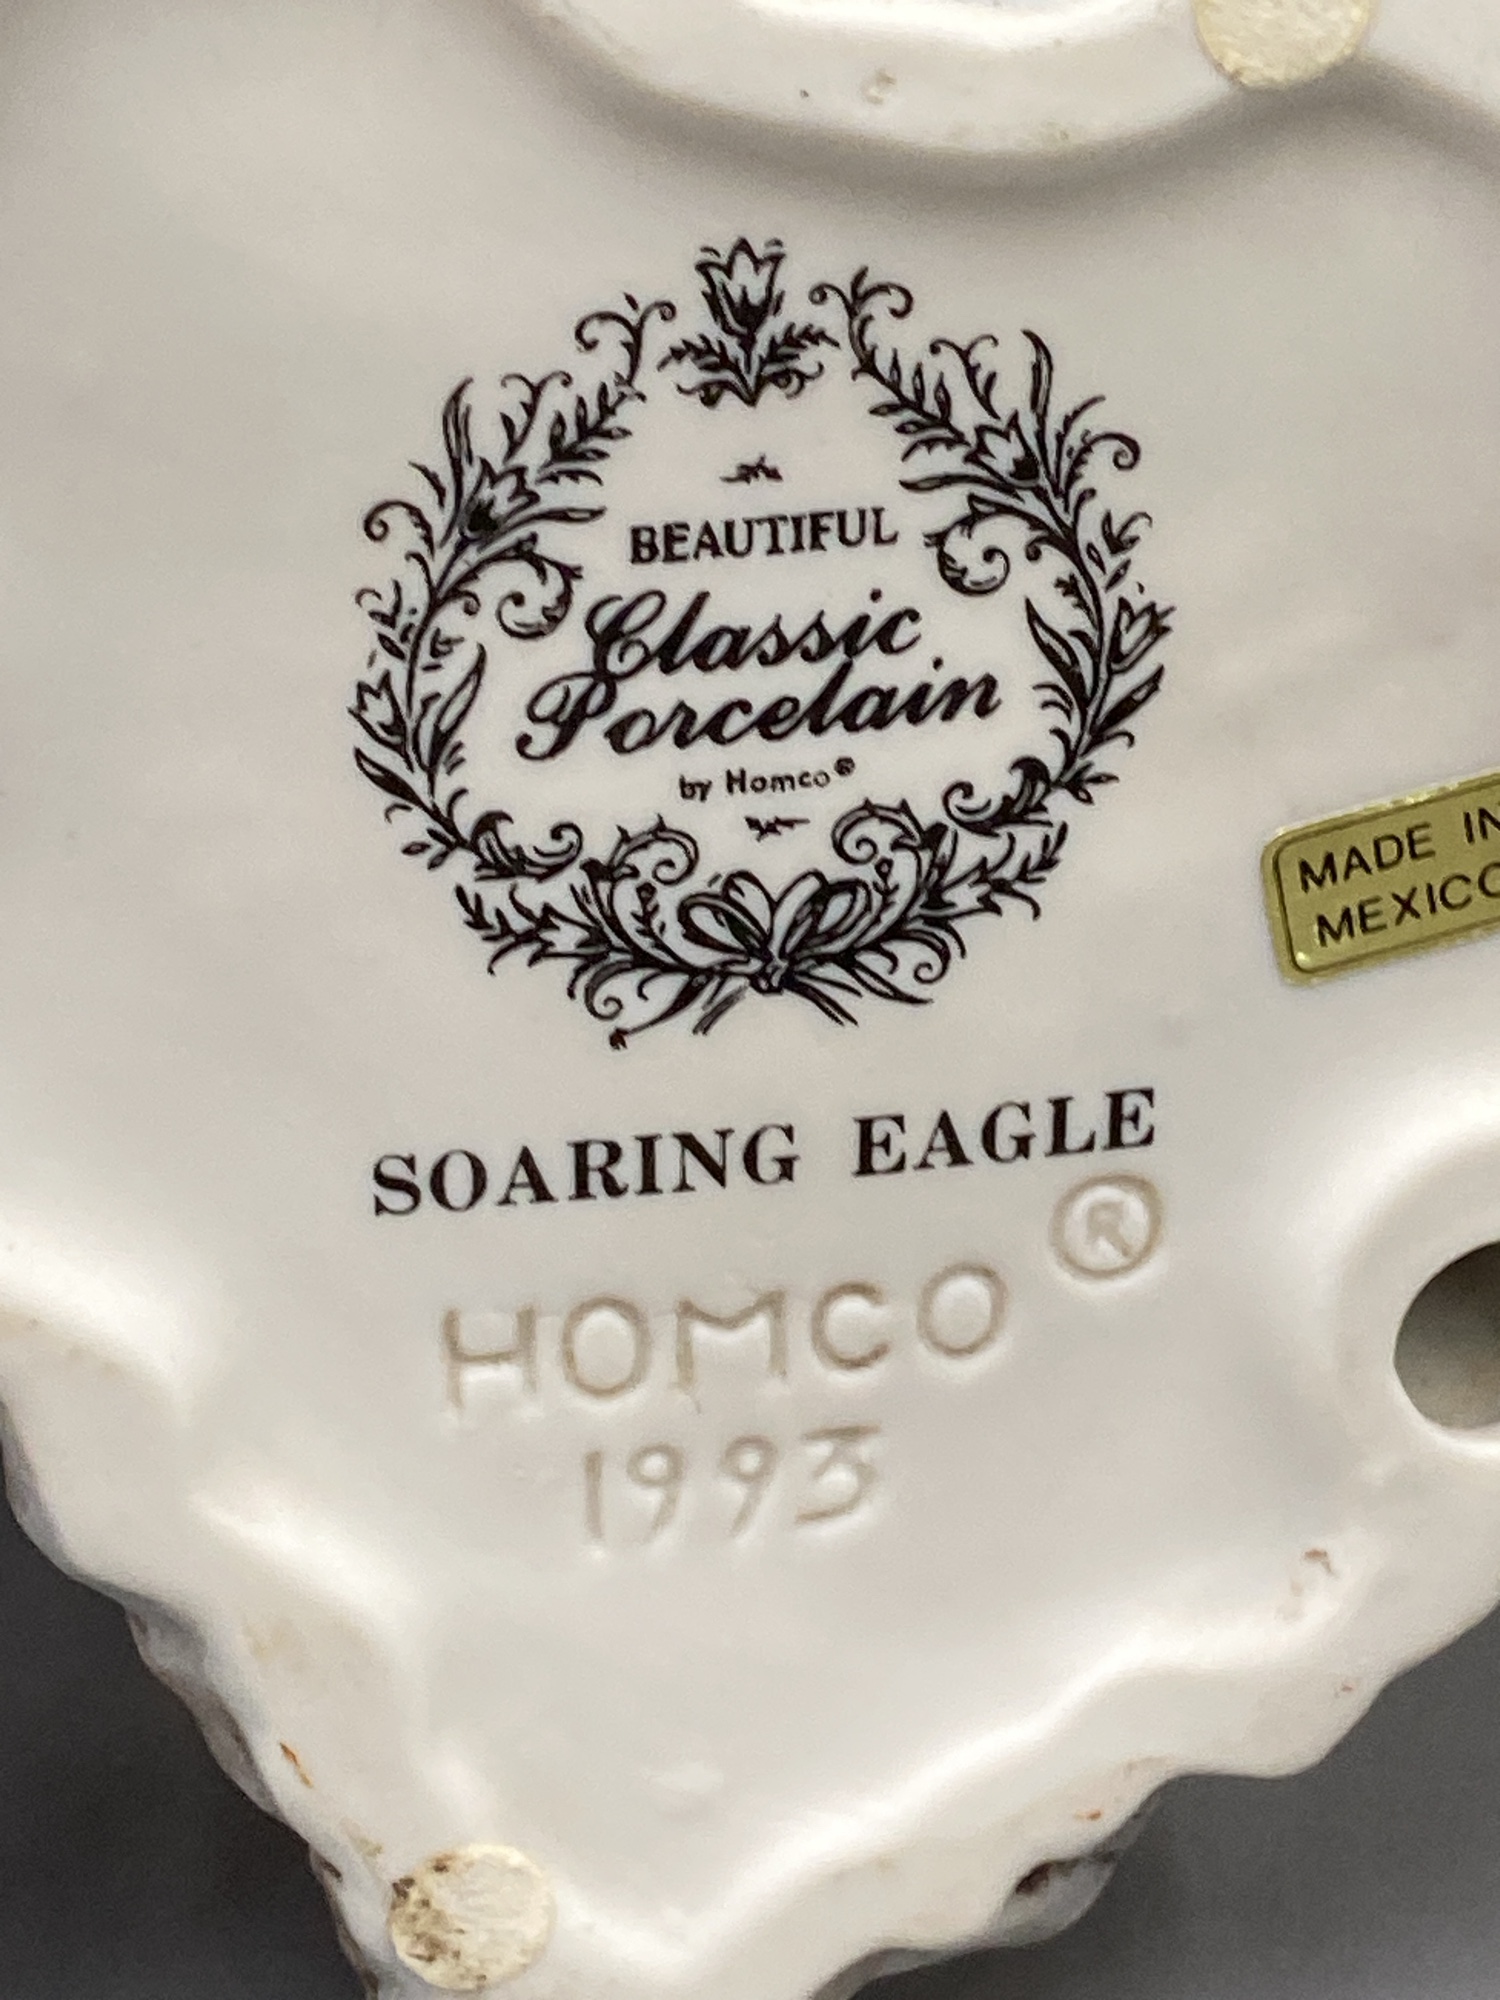 BEAUTIFUL
Classic
Porcelain
by Homco®
MADE IN
MEXICO
SOARING EAGLE
HOMCO ®
1993